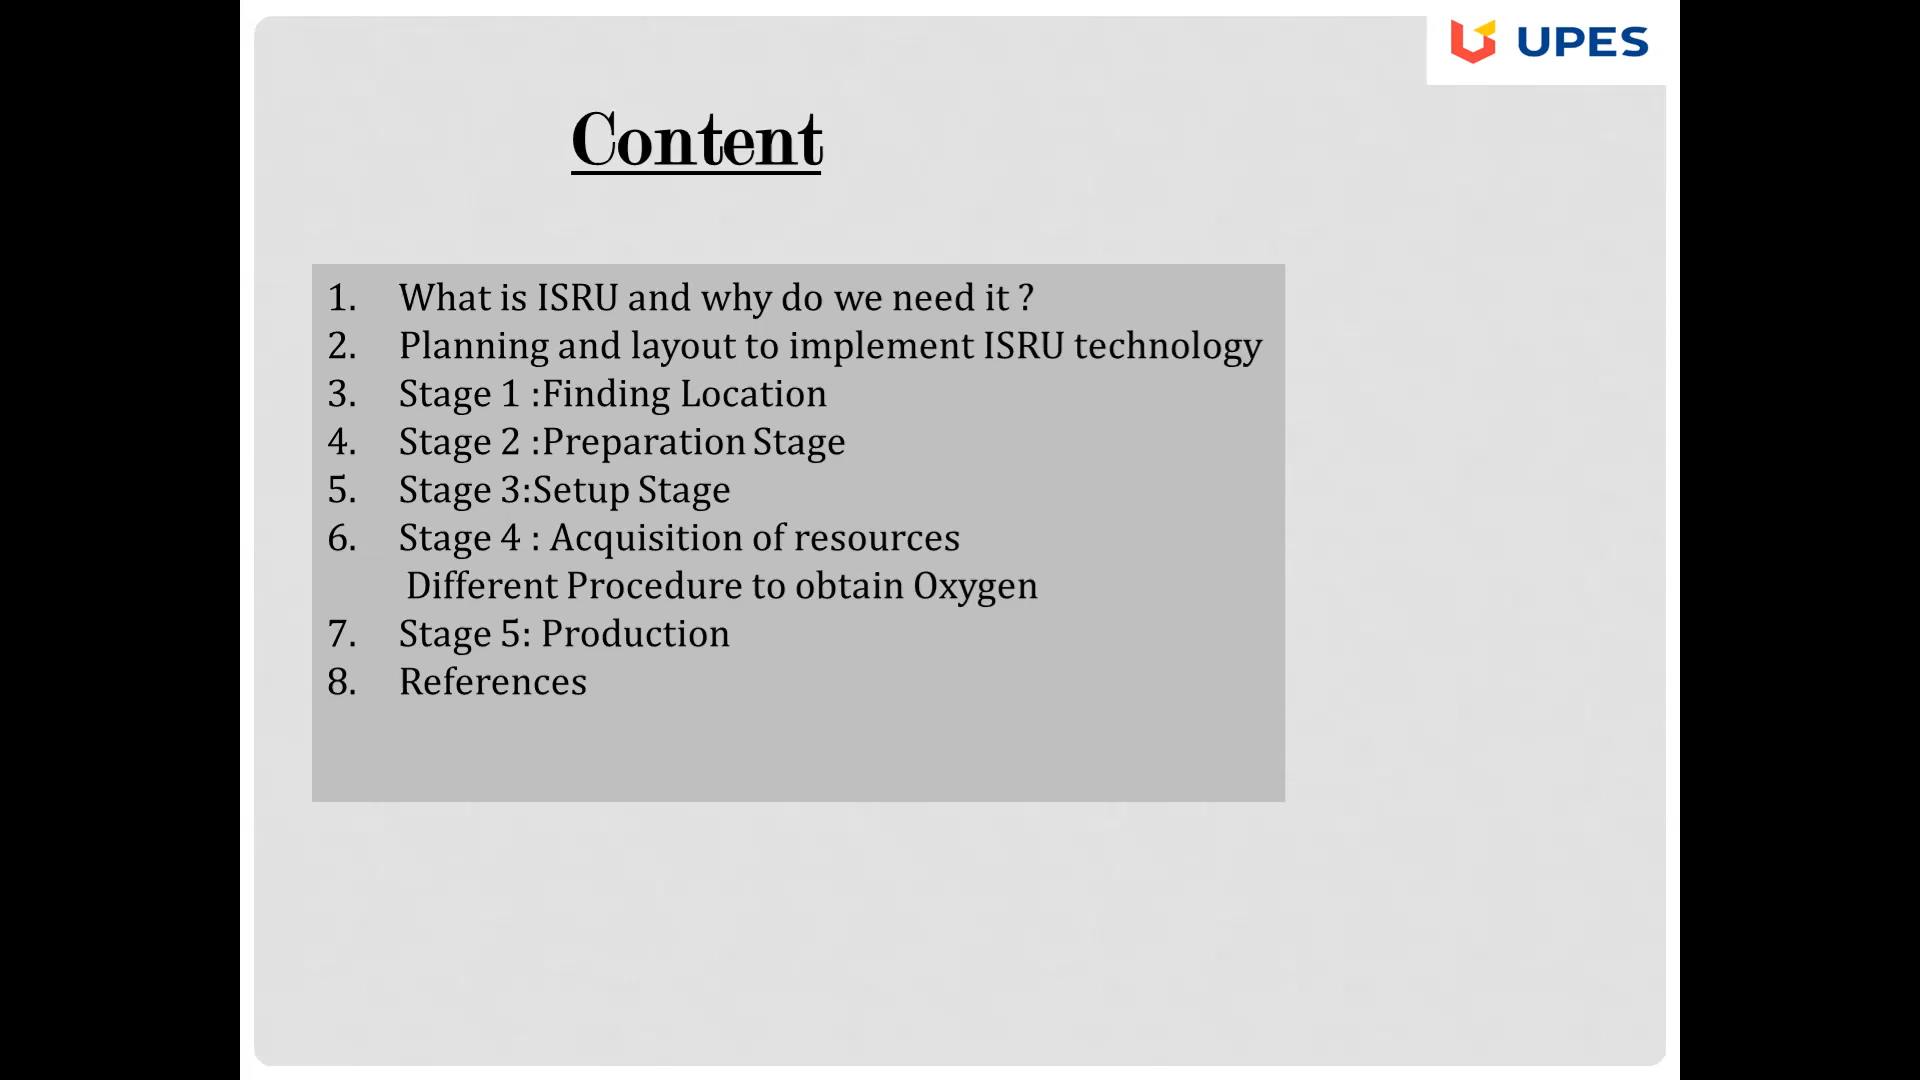 UPES
Content
1. What is ISRU and why do we need it ?
2. Planning and layout to implement ISRU technology
3. Stage 1 :Finding Location
4. Stage 2 :Preparation Stage
5. Stage 3:Setup Stage
6. Stage 4 : Acquisition of resources
Different Procedure to obtain Oxygen
7. Stage 5: Production
8. References